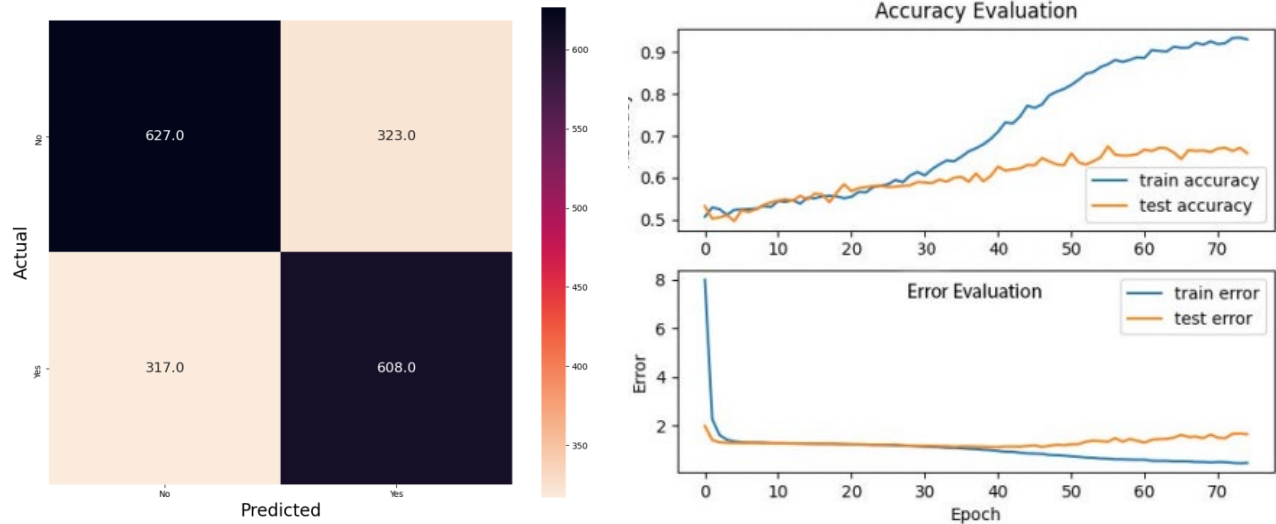 No
Yes
Actual
627.0
323.0
317.0
608.0
No
Yes
Predicted
600
550
500
450
400
350
Accuracy Evaluation
0.9
0.8
0.7
0.6
0.5
train accuracy
test accuracy
0 10 20 30 40 50 60 70
Error Evaluation
8
6
4
2
Error
train error
test error
0 10 20 30 40 50 60 70
Epoch